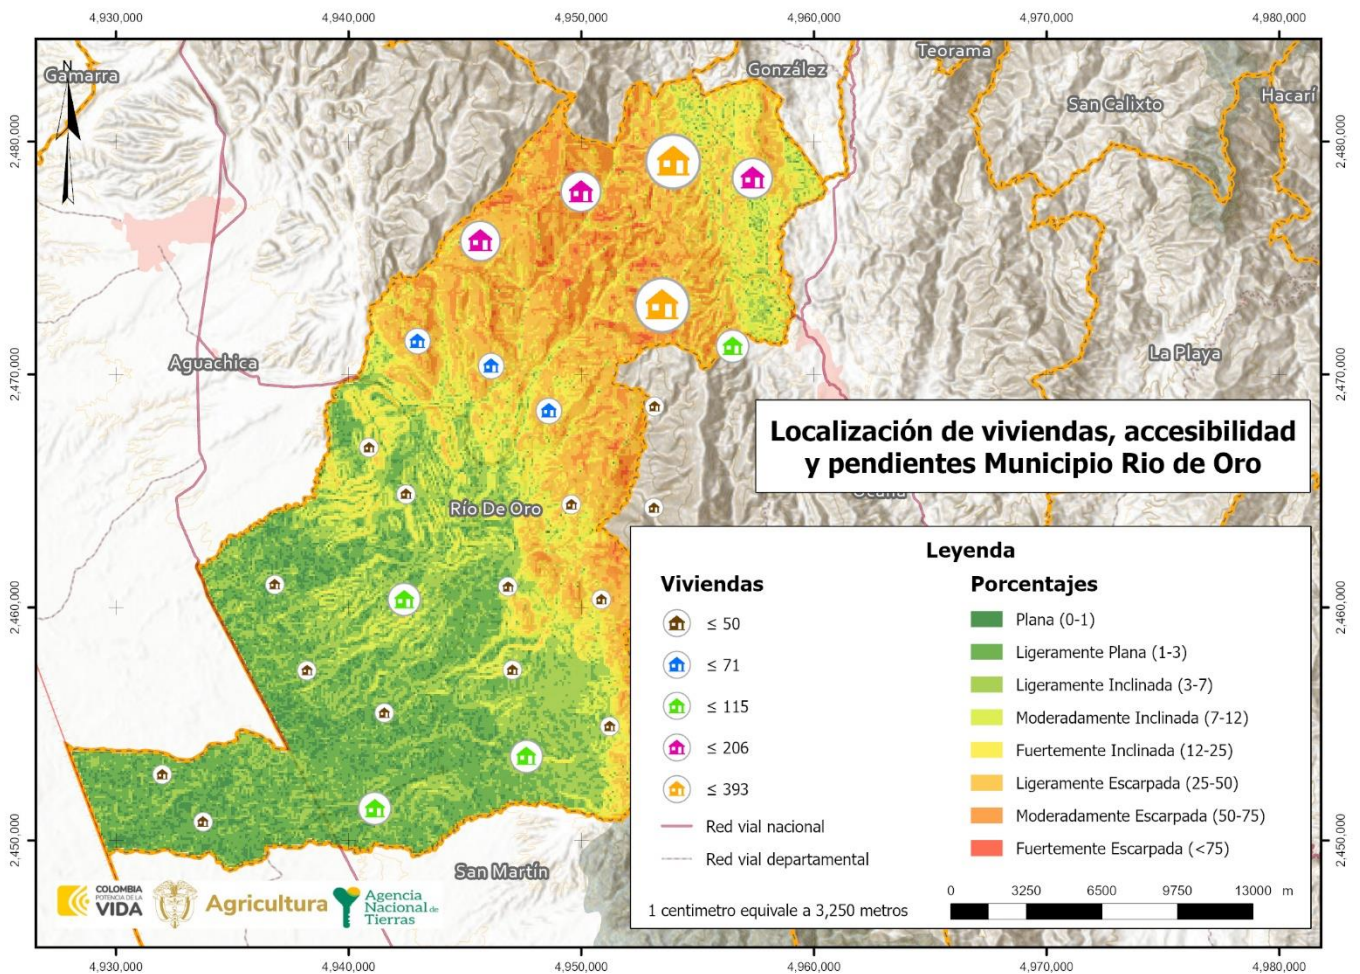 4,930,000
4,940,000
4,950,000
4,960,000
4,970,000
4,980,000
Teorama
González
Gamarra
Hacarí
San Calixto
N
2,480,000
2,480,000
Aguachica
La Playa
2,470,000
2,470,000
Localización de viviendas, accesibilidad
y pendientes Municipio Rio de Oro
Río De Oro
Leyenda
Viviendas
≤ 50
≤ 71
≤ 115
≤ 206
≤ 393
Red vial nacional
Red vial departamental
1 centimetro equivale a 3,250 metros
Porcentajes
Plana (0-1)
Ligeramente Plana (1-3)
Ligeramente Inclinada (3-7)
Moderadamente Inclinada (7-12)
Fuertemente Inclinada (12-25)
Ligeramente Escarpada (25-50)
Moderadamente Escarpada (50-75)
Fuertemente Escarpada (<75)
0 3250 6500 9750 13000 m
2,460,000
2,460,000
2,450,000
2,450,000
San Martín
COLOMBIA
POTENCIA DE LA
VIDA
Agricultura
Agencia
Nacional de
Tierras
4,930,000
4,940,000
4,950,000
4,960,000
4,970,000
4,980,000